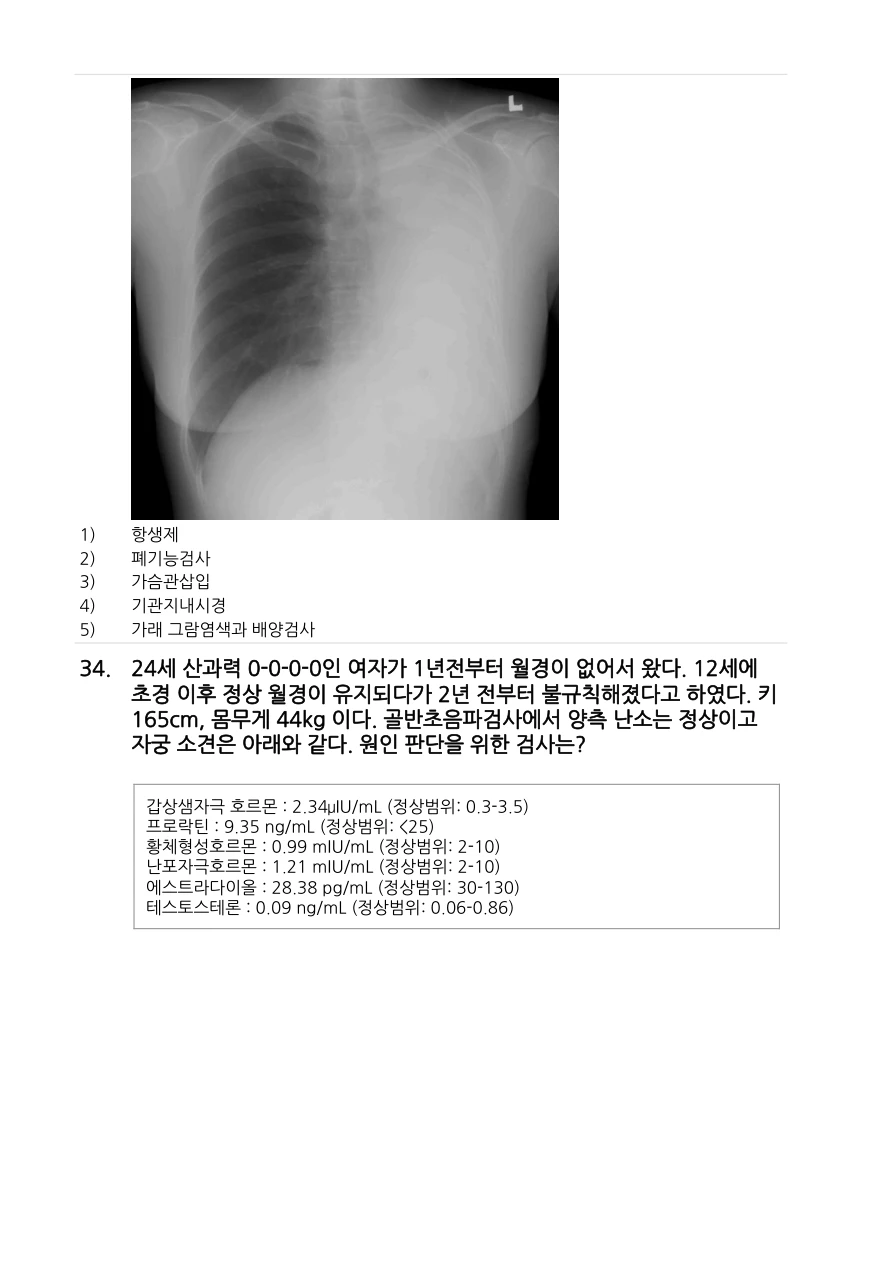 L
1) 항생제
2) 폐기능검사
3) 가슴관삽입
4) 기관지내시경
5) 가래 그람염색과 배양검사
34. 24세 산과력 0-0-0-0인 여자가 1년전부터 월경이 없어서 왔다. 12세에
초경 이후 정상 월경이 유지되다가 2년 전부터 불규칙해졌다고 하였다. 키
165cm, 몸무게 44kg 이다. 골반초음파검사에서 양측 난소는 정상이고
자궁 소견은 아래와 같다. 원인 판단을 위한 검사는?
갑상샘자극 호르몬 : 2.34μIU/mL (정상범위: 0.3-3.5)
프로락틴 : 9.35 ng/mL (정상범위: <25)
황체형성호르몬 : 0.99 mIU/mL (정상범위: 2-10)
난포자극호르몬 : 1.21 mIU/mL (정상범위: 2-10)
에스트라다이올 : 28.38 pg/mL (정상범위: 30-130)
테스토스테론 : 0.09 ng/mL (정상범위: 0.06-0.86)